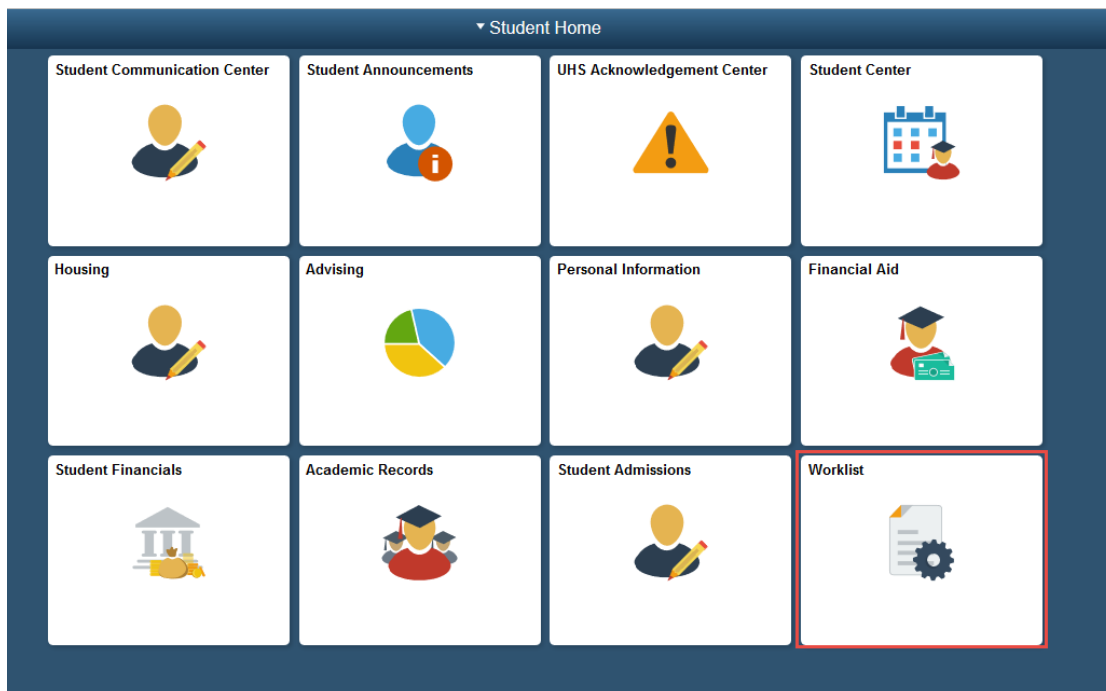 Student Home
Student Communication Center
Student Announcements
UHS Acknowledgement Center
Student Center
Housing
Advising
Personal Information
Financial Aid
Student Financials
Academic Records
Student Admissions
Worklist